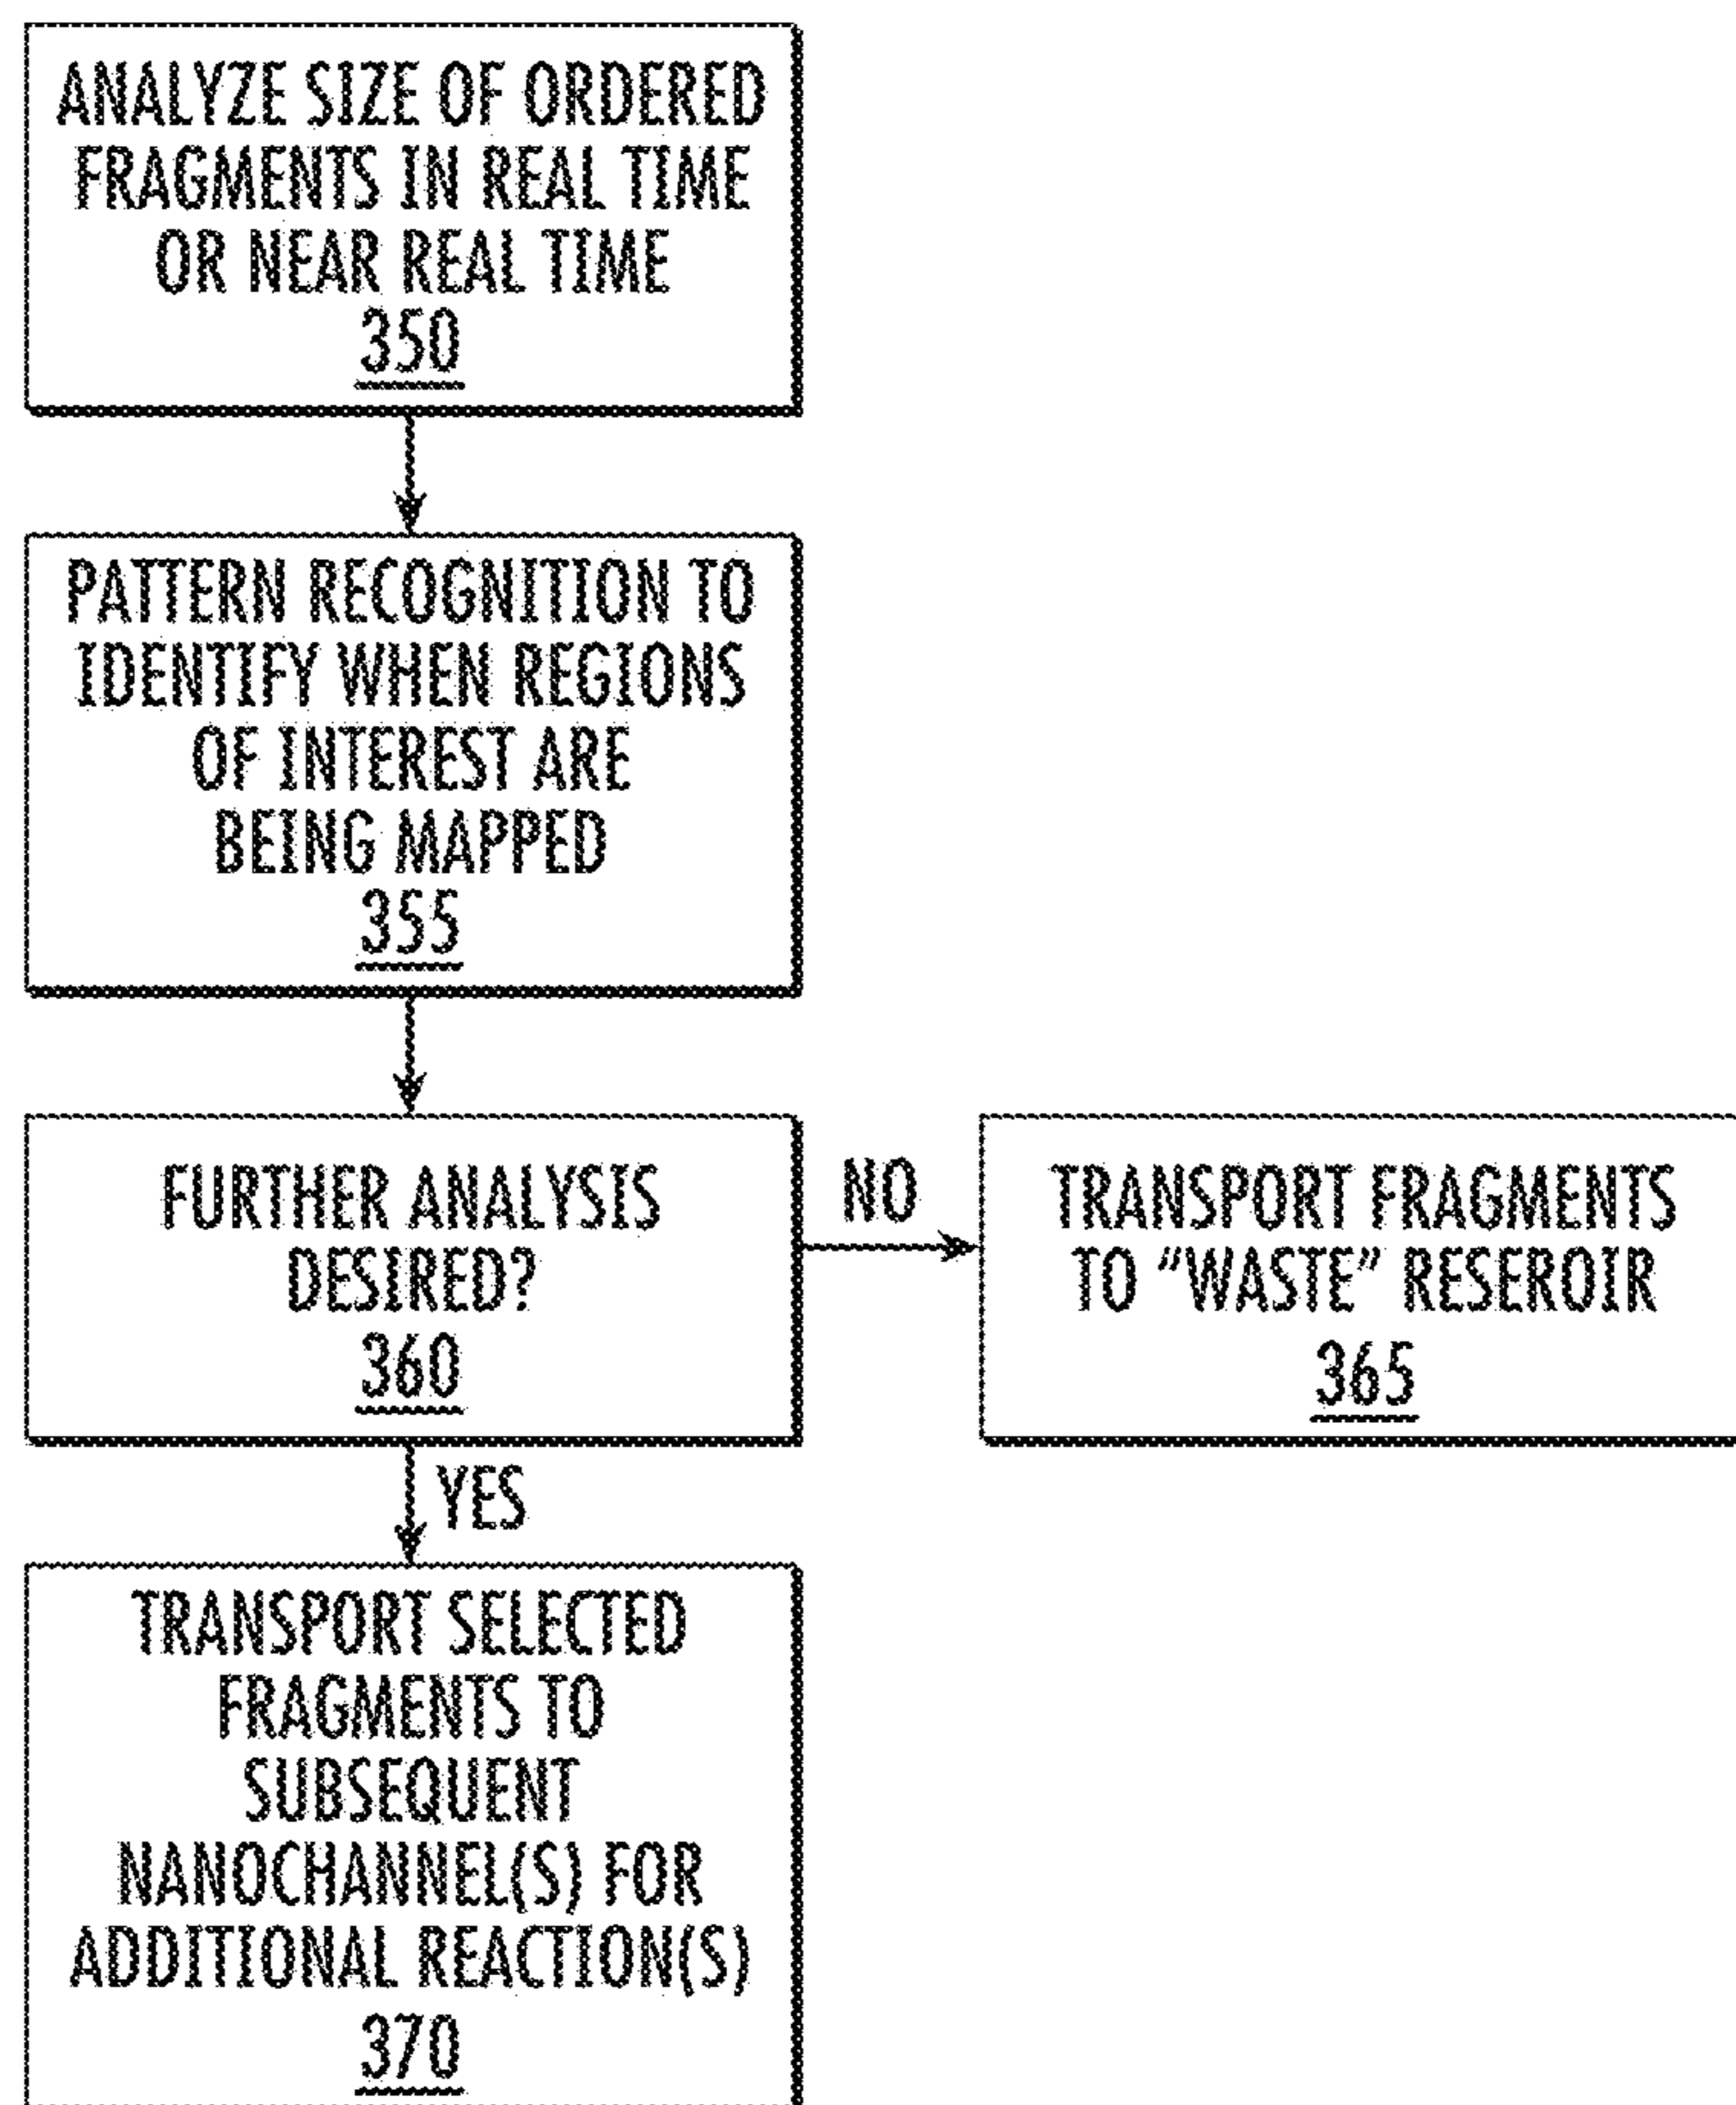 ANALYZE SIZE OF ORDERED
FRAGMENTS IN REAL TIME
OR NEAR REAL TIME
350
PATTERN RECOGNITION TO
IDENTIFY WHEN REGIONS
OF INTEREST ARE
BEING MAPPED
355
FURTHER ANALYSIS
DESIRED?
360
NO
TRANSPORT FRAGMENTS
TO "WASTE" RESEROIR
365
YES
TRANSPORT SELECTED
FRAGMENTS TO
SUBSEQUENT
NANOCHANNEL(S) FOR
ADDITIONAL REACTION(S)
370